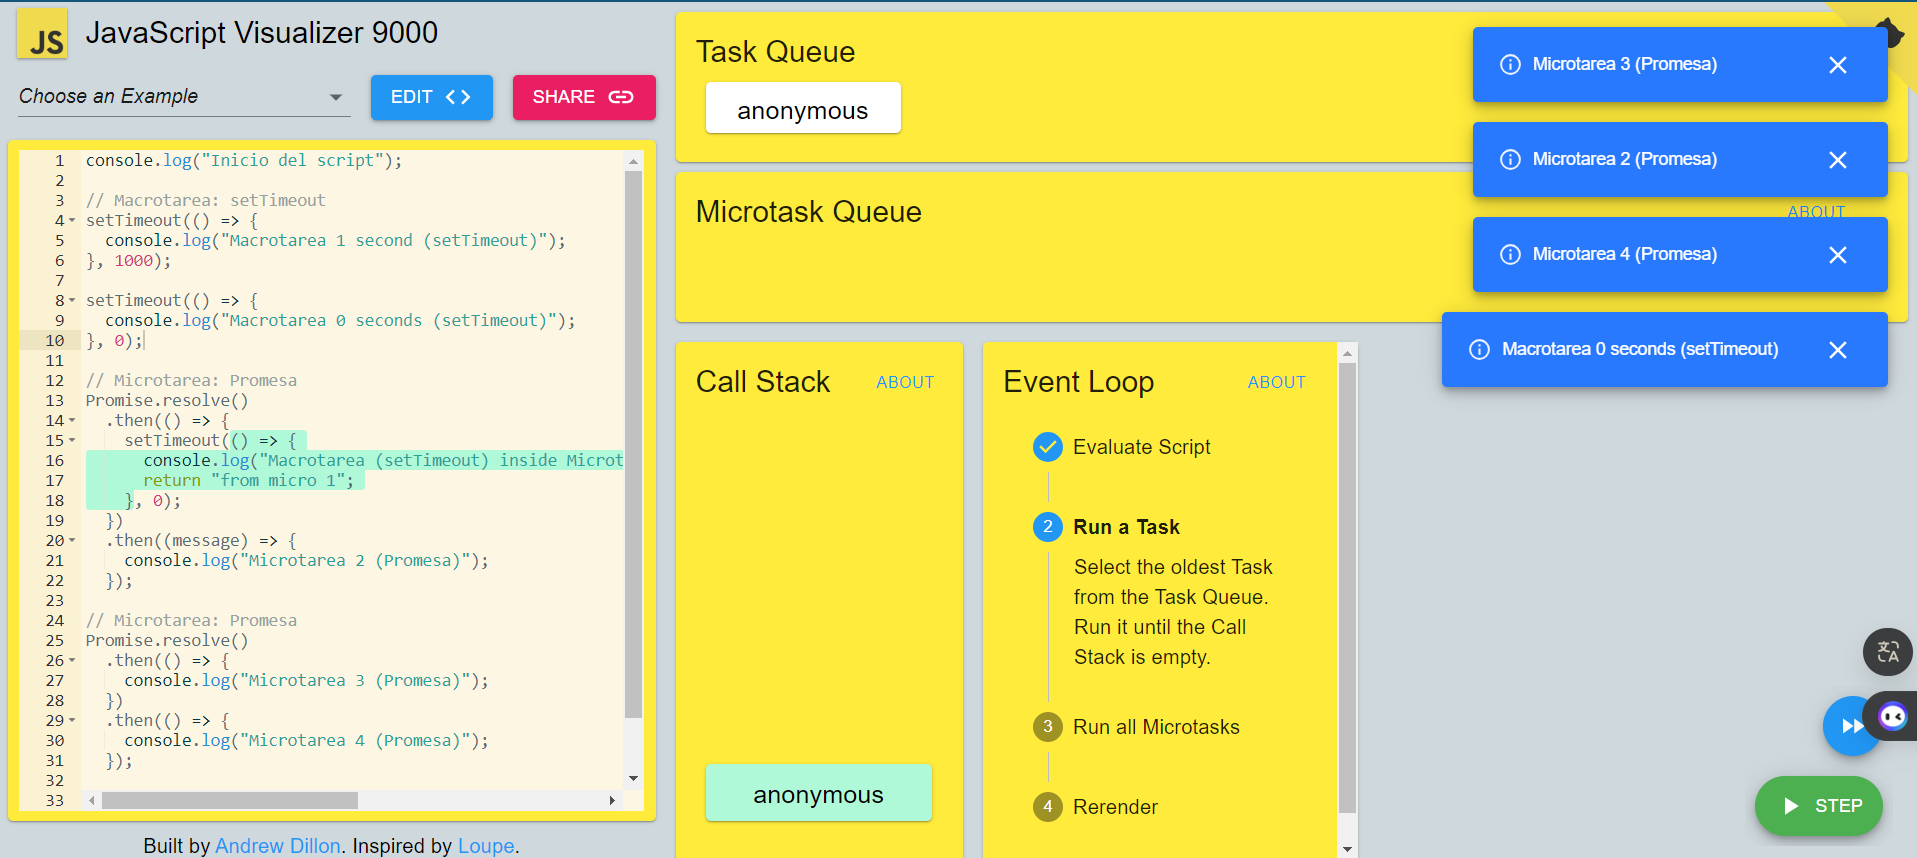 JS
JavaScript Visualizer 9000
Choose an Example
EDIT
SHARE
1 console.log("Inicio del script");
2
3 // Macrotarea: setTimeout
4 setTimeout(() => {
5 console.log("Macrotarea 1 second (setTimeout)");
6 }, 1000);
7
8 setTimeout(() => {
9 console.log("Macrotarea 0 seconds (setTimeout)");
10 }, 0);
11
12 // Microtarea: Promesa
13 Promise.resolve()
14 .then(() => {
15 setTimeout(() => {
16 console.log("Macrotarea (setTimeout) inside Microt
17 return "from micro 1";
18 }, 0);
19 })
20 .then((message) => {
21 console.log("Microtarea 2 (Promesa)");
22 });
23
24 // Microtarea: Promesa
25 Promise.resolve()
26 .then(() => {
27 console.log("Microtarea 3 (Promesa)");
28 })
29 .then(() => {
30 console.log("Microtarea 4 (Promesa)");
31 });
32
33
Built by Andrew Dillon. Inspired by Loupe.
Task Queue
anonymous
Microtask Queue
ABOUT
Call Stack
ABOUT
anonymous
Event Loop
ABOUT
Evaluate Script
2 Run a Task
Select the oldest Task
from the Task Queue.
Run it until the Call
Stack is empty.
3 Run all Microtasks
4 Rerender
Microtarea 3 (Promesa)
Microtarea 2 (Promesa)
Microtarea 4 (Promesa)
Macrotarea 0 seconds (setTimeout)
文A
STEP